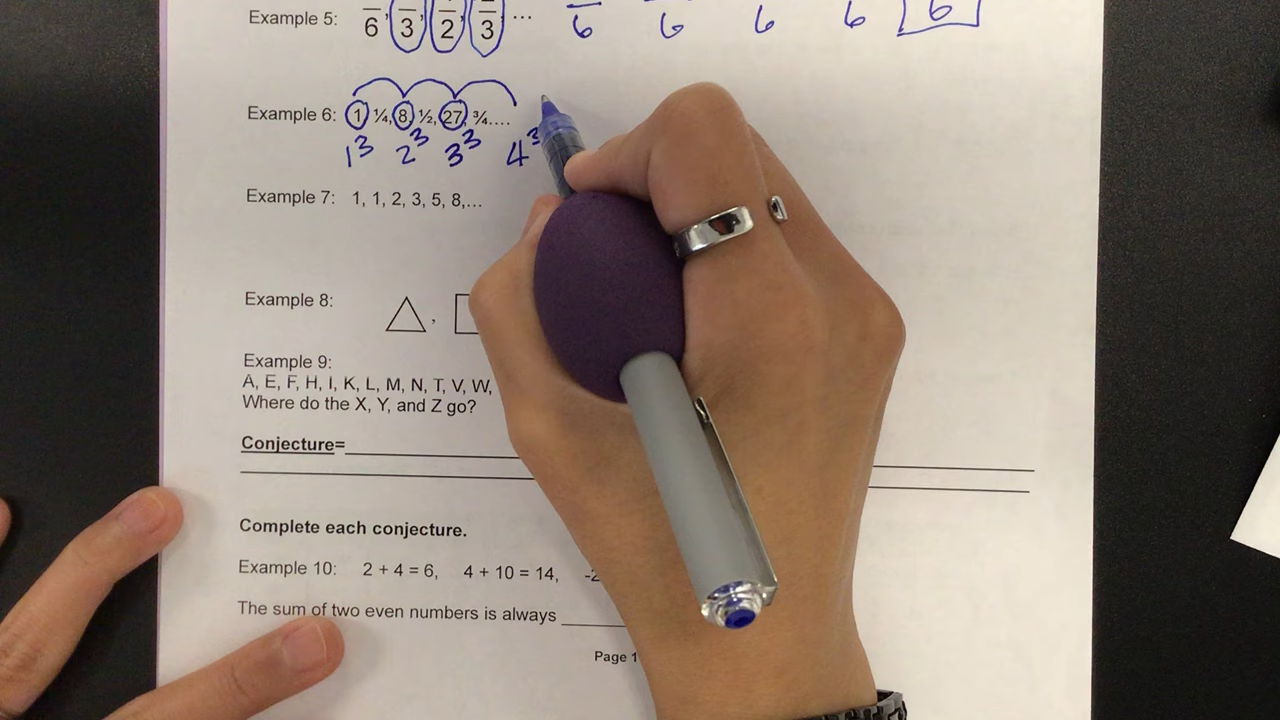 Example 5: 6, 3, 2, 3 ... 6 6 6 6 6
Example 6: 1 ¼, 8, ½, 27, ¾....
1³ 2³ 3³ 4³
Example 7: 1, 1, 2, 3, 5, 8,...
Example 8: ,
Example 9:
A, E, F, H, I, K, L, M, N, T, V, W,
Where do the X, Y, and Z go?
Conjecture=
Complete each conjecture.
Example 10: 2 + 4 = 6, 4 + 10 = 14,
The sum of two even numbers is always
Page 1